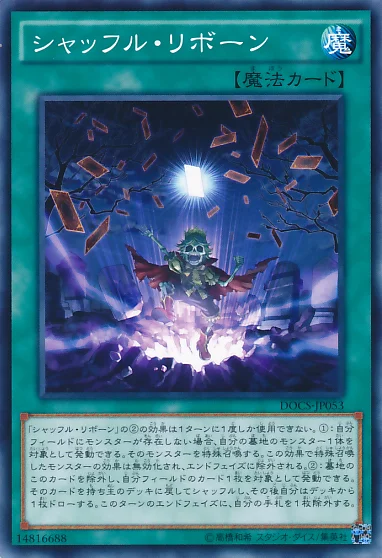 シャッフル・リボーン
魔
【魔法カード】
DOCS-JP053
「シャッフル・リボーン」の②の効果は1ターンに1度しか使用できない。①：自分
フィールドにモンスターが存在しない場合、自分の墓地のモンスター1体を
対象として発動できる。そのモンスターを特殊召喚する。この効果で特殊召喚
したモンスターの効果は無効化され、エンドフェイズに除外される。②：墓地の
このカードを除外し、自分フィールドのカード1枚を対象として発動できる。
そのカードを持ち主のデッキに戻してシャッフルし、その後自分はデッキから
1枚ドローする。このターンのエンドフェイズに、自分の手札を1枚除外する。
14816688
©高橋和希 スタジオ・ダイス/集英社